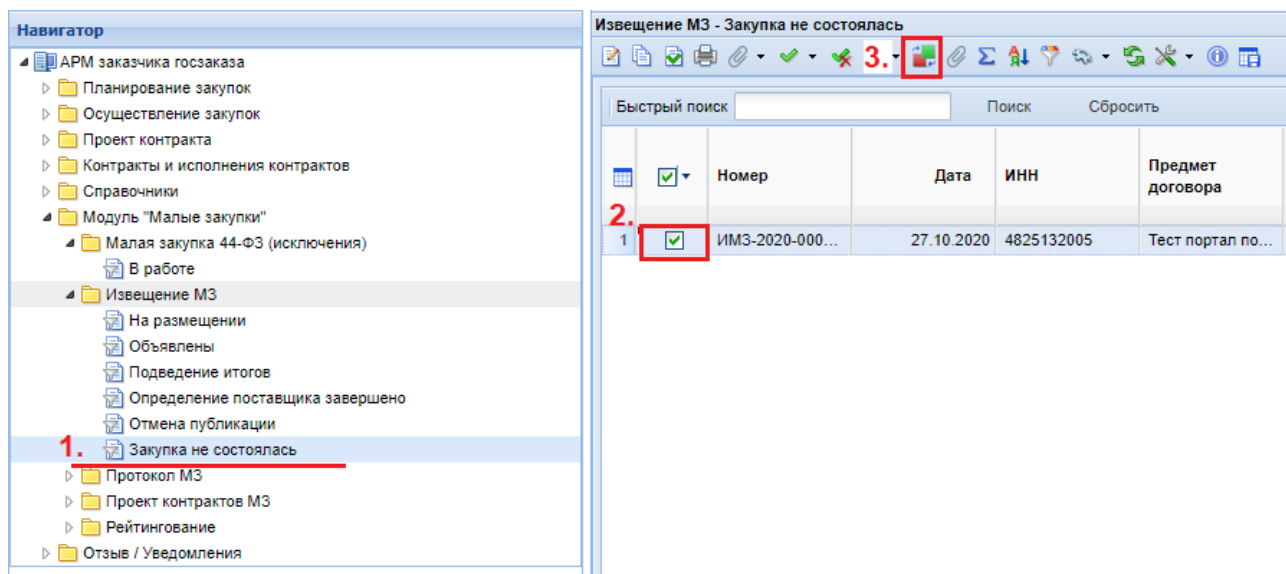 Навигатор
АРМ заказчика госзаказа
Планирование закупок
Осуществление закупок
Проект контракта
Контракты и исполнения контрактов
Справочники
Модуль "Малые закупки"
Малая закупка 44-ФЗ (исключения)
В работе
Извещение МЗ
На размещении
Объявлены
Подведение итогов
Определение поставщика завершено
Отмена публикации
1. Закупка не состоялась
Протокол МЗ
Проект контрактов МЗ
Рейтингование
Отзыв / Уведомления
Извещение МЗ - Закупка не состоялась
3.
Быстрый поиск Поиск Сбросить
Номер Дата ИНН Предмет договора
2.
1 ИМЗ-2020-000... 27.10.2020 4825132005 Тест портал по...